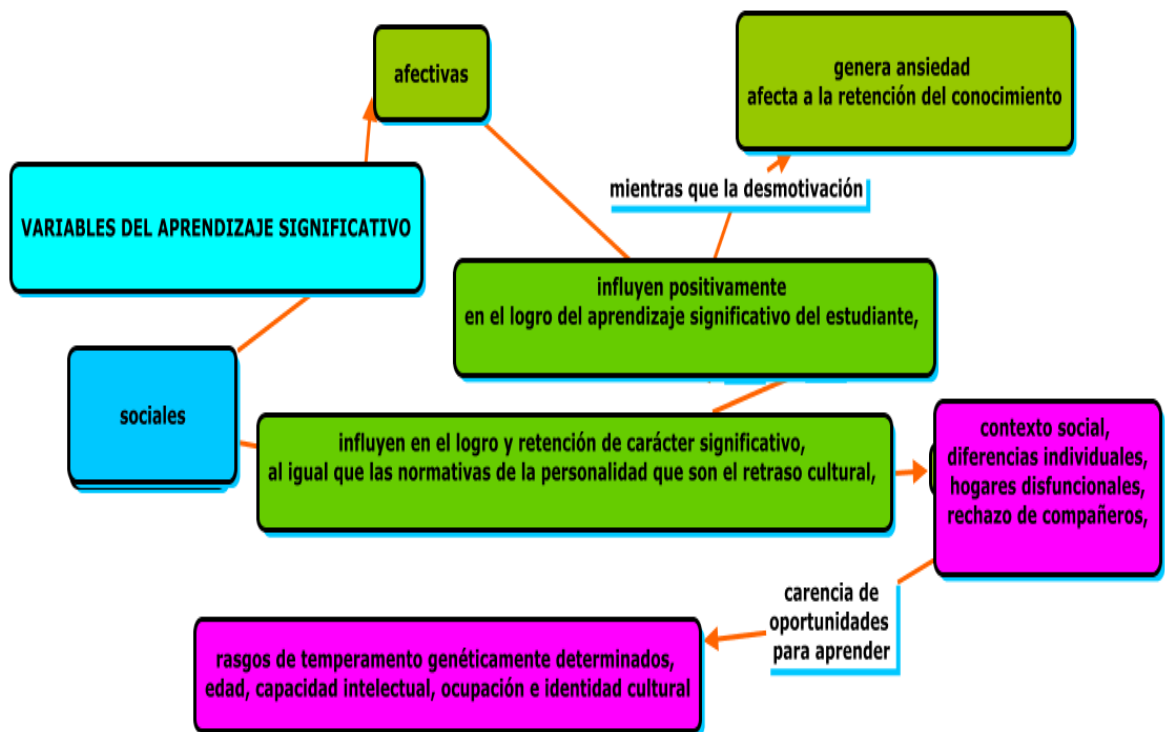 afectivas
genera ansiedad
afecta a la retención del conocimiento
mientras que la desmotivación
VARIABLES DEL APRENDIZAJE SIGNIFICATIVO
influyen positivamente
en el logro del aprendizaje significativo del estudiante,
sociales
influyen en el logro y retención de carácter significativo,
al igual que las normativas de la personalidad que son el retraso cultural,
contexto social,
diferencias individuales,
hogares disfuncionales,
rechazo de compañeros,
carencia de
oportunidades
para aprender
rasgos de temperamento genéticamente determinados,
edad, capacidad intelectual, ocupación e identidad cultural